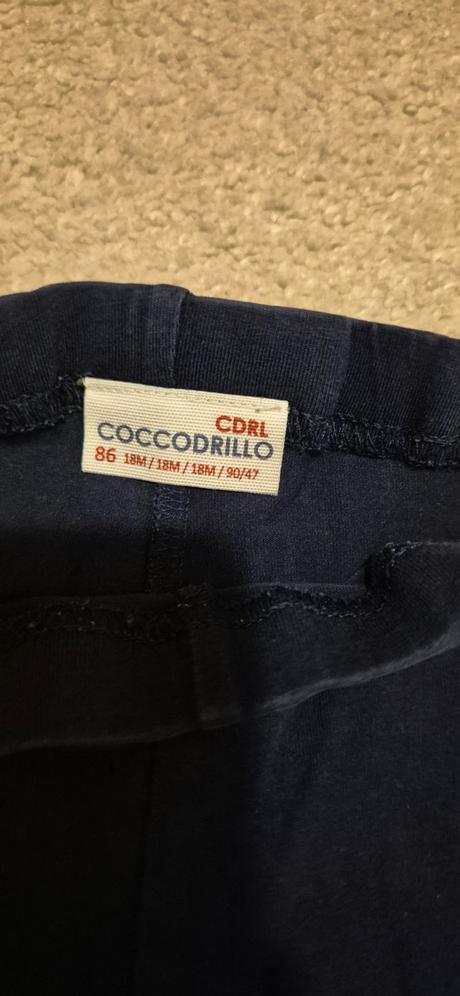 CDRL
COCCODRILLO
86 18M / 18M / 18M / 90/47